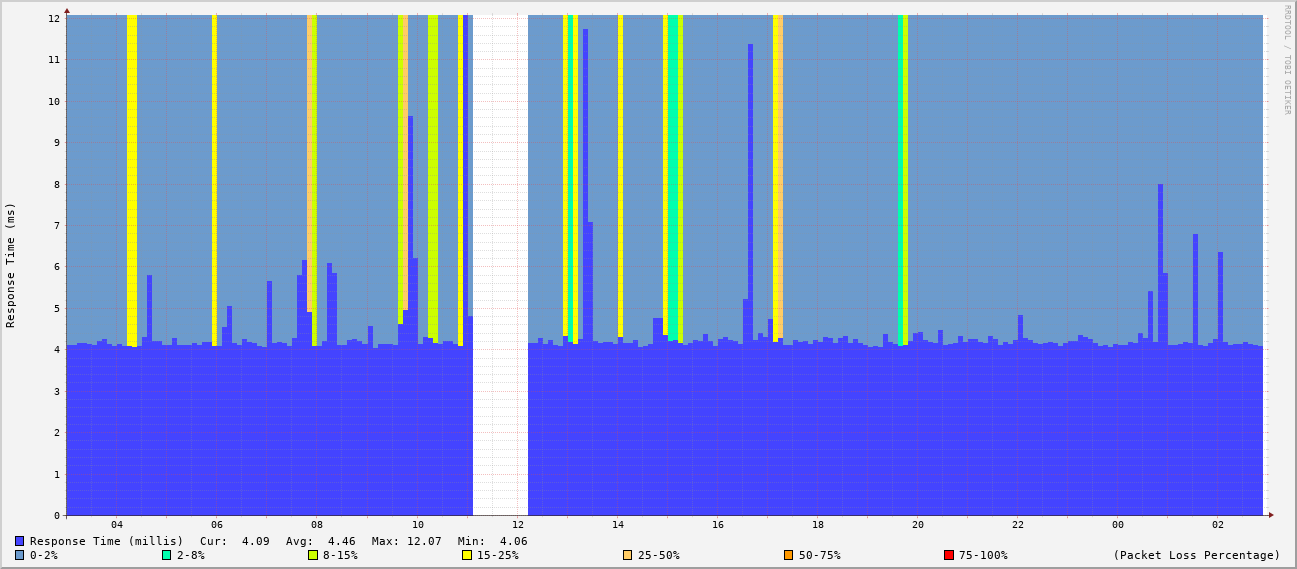 RRDTOOL / TOBI OETIKER
Response Time (ms)
12
11
10
9
8
7
6
5
4
3
2
1
0
04 06 08 10 12 14 16 18 20 22 00 02
Response Time (millis) Cur: 4.09 Avg: 4.46 Max: 12.07 Min: 4.06
0-2% 2-8% 8-15% 15-25% 25-50% 50-75% 75-100% (Packet Loss Percentage)